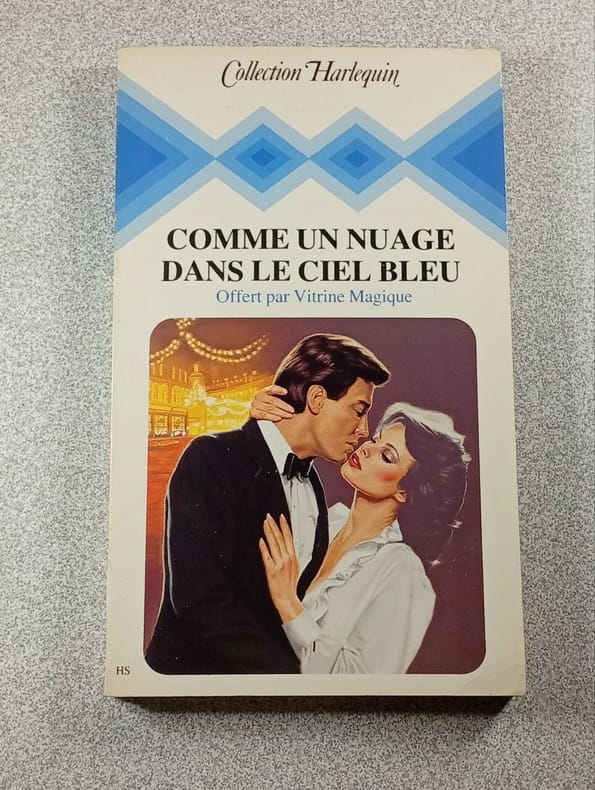 Collection Harlequin
COMME UN NUAGE
DANS LE CIEL BLEU
Offert par Vitrine Magique
HS